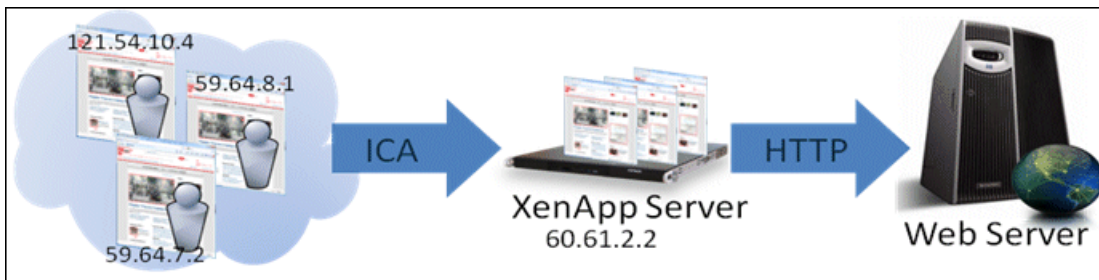 121.54.10.4
59.64.8.1
59.64.7.2
ICA
XenApp Server
60.61.2.2
HTTP
Web Server